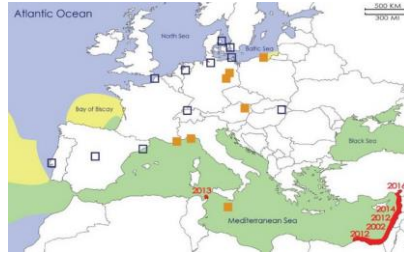 Atlantic Ocean
500 KM
300 MI
North Sea
Baltic Sea
Bay of Biscay
Black Sea
2013
2014
2014
2012
2002
2012
Mediterranean Sea